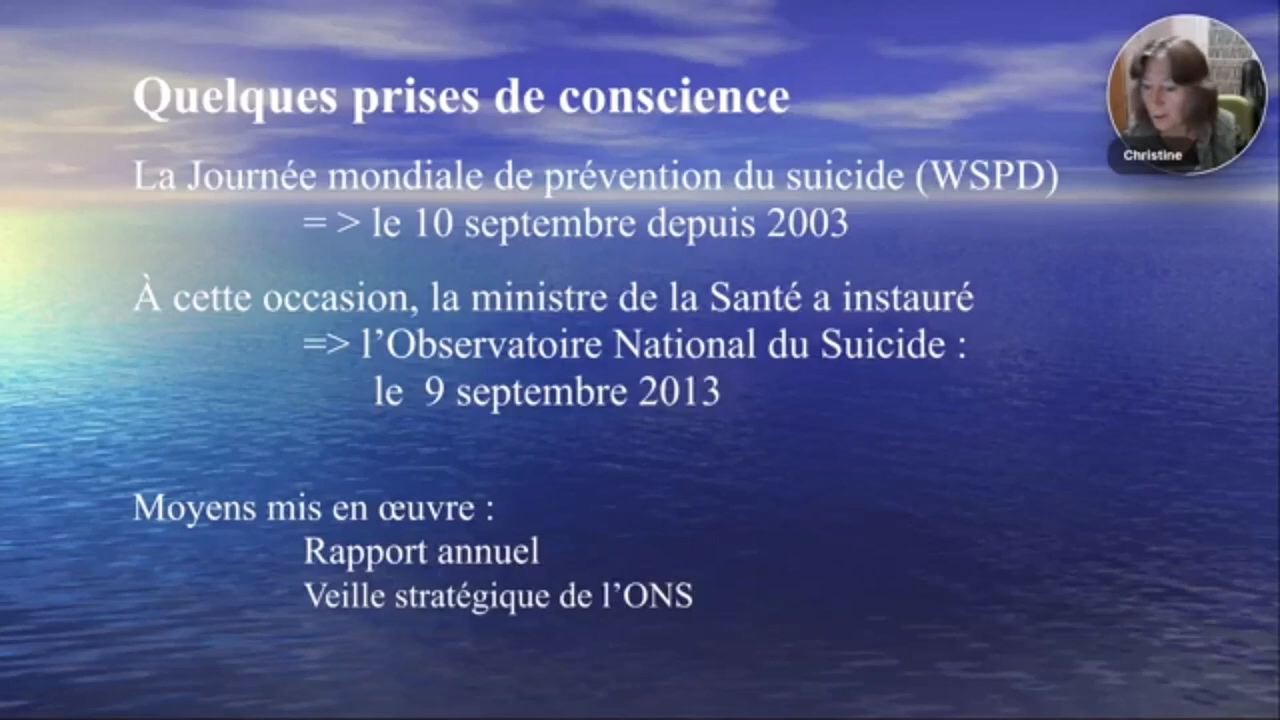 Quelques prises de conscience
Christine
La Journée mondiale de prévention du suicide (WSPD)
= > le 10 septembre depuis 2003
À cette occasion, la ministre de la Santé a instauré
=> l’Observatoire National du Suicide :
le 9 septembre 2013
Moyens mis en œuvre :
Rapport annuel
Veille stratégique de l’ONS